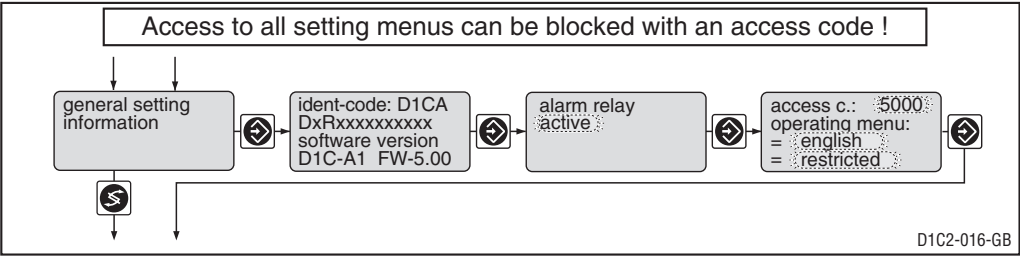 Access to all setting menus can be blocked with an access code !
general setting
information
ident-code: D1CA
DxRxxxxxxxxxx
software version
D1C-A1 FW-5.00
alarm relay
active
access c.: 5000
operating menu:
= english
= restricted
D1C2-016-GB